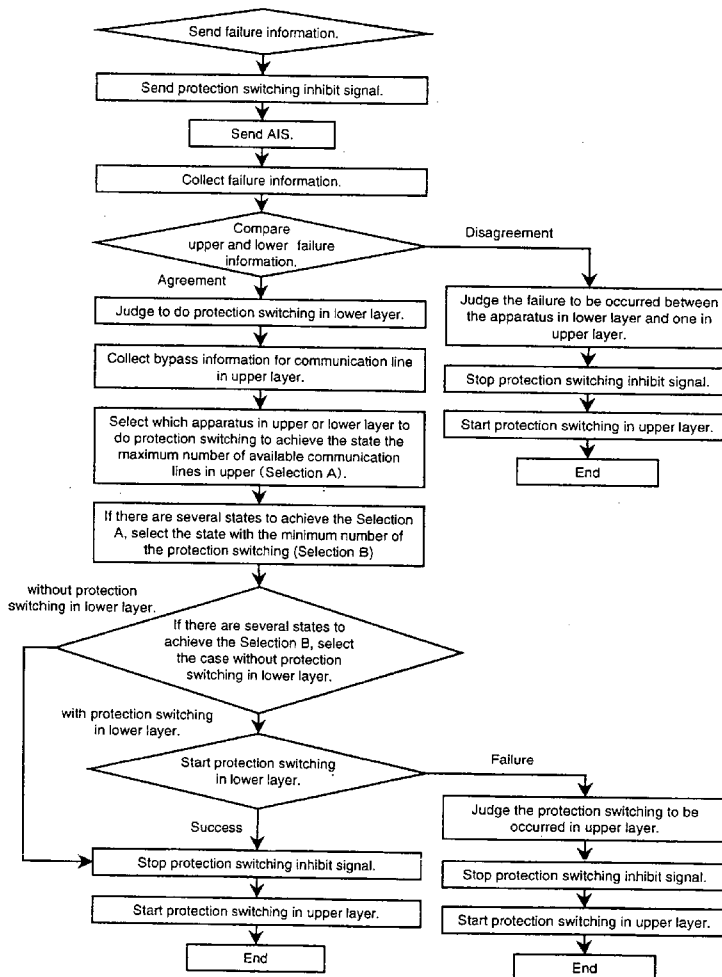 Send failure information.
Send protection switching inhibit signal.
Send AIS.
Collect failure information.
Compare
upper and lower failure
information.
Disagreement
Agreement
Judge to do protection switching in lower layer.
Collect bypass information for communication line
in upper layer.
Select which apparatus in upper or lower layer to
do protection switching to achieve the state the
maximum number of available communication
lines in upper (Selection A).
If there are several states to achieve the Selection
A, select the state with the minimum number of
the protection switching (Selection B)
Judge the failure to be occurred between
the apparatus in lower layer and one in
upper layer.
Stop protection switching inhibit signal.
Start protection switching in upper layer.
End
without protection
switching in lower layer.
If there are several states to
achieve the Selection B, select
the case without protection
switching in lower layer.
with protection switching
in lower layer.
Start protection switching
in lower layer.
Failure
Success
Stop protection switching inhibit signal.
Start protection switching in upper layer.
End
Judge the protection switching to be
occurred in upper layer.
Stop protection switching inhibit signal.
Start protection switching in upper layer.
End